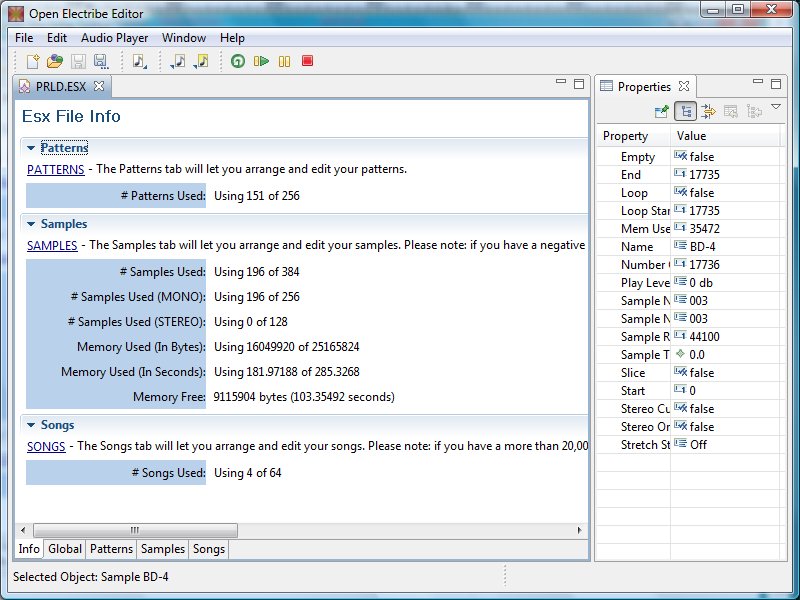 Open Electribe Editor
File Edit Audio Player Window Help
PRLD.ESX
Esx File Info
Patterns
PATTERNS - The Patterns tab will let you arrange and edit your patterns.
# Patterns Used: Using 151 of 256
Samples
SAMPLES - The Samples tab will let you arrange and edit your samples. Please note: if you have a negative
# Samples Used: Using 196 of 384
# Samples Used (MONO): Using 196 of 256
# Samples Used (STEREO): Using 0 of 128
Memory Used (In Bytes): Using 16049920 of 25165824
Memory Used (In Seconds): Using 181.97188 of 285.3268
Memory Free: 9115904 bytes (103.35492 seconds)
Songs
SONGS - The Songs tab will let you arrange and edit your songs. Please note: if you have a more than 20,00
# Songs Used: Using 4 of 64
Info Global Patterns Samples Songs
Properties
Property Value
Empty false
End 17735
Loop false
Loop Star 17735
Mem Use 35472
Name BD-4
Number 17736
Play Leve 0 db
Sample N 003
Sample N 003
Sample R 44100
Sample T 0.0
Slice false
Start 0
Stereo Cu false
Stereo Or false
Stretch St Off
Selected Object: Sample BD-4